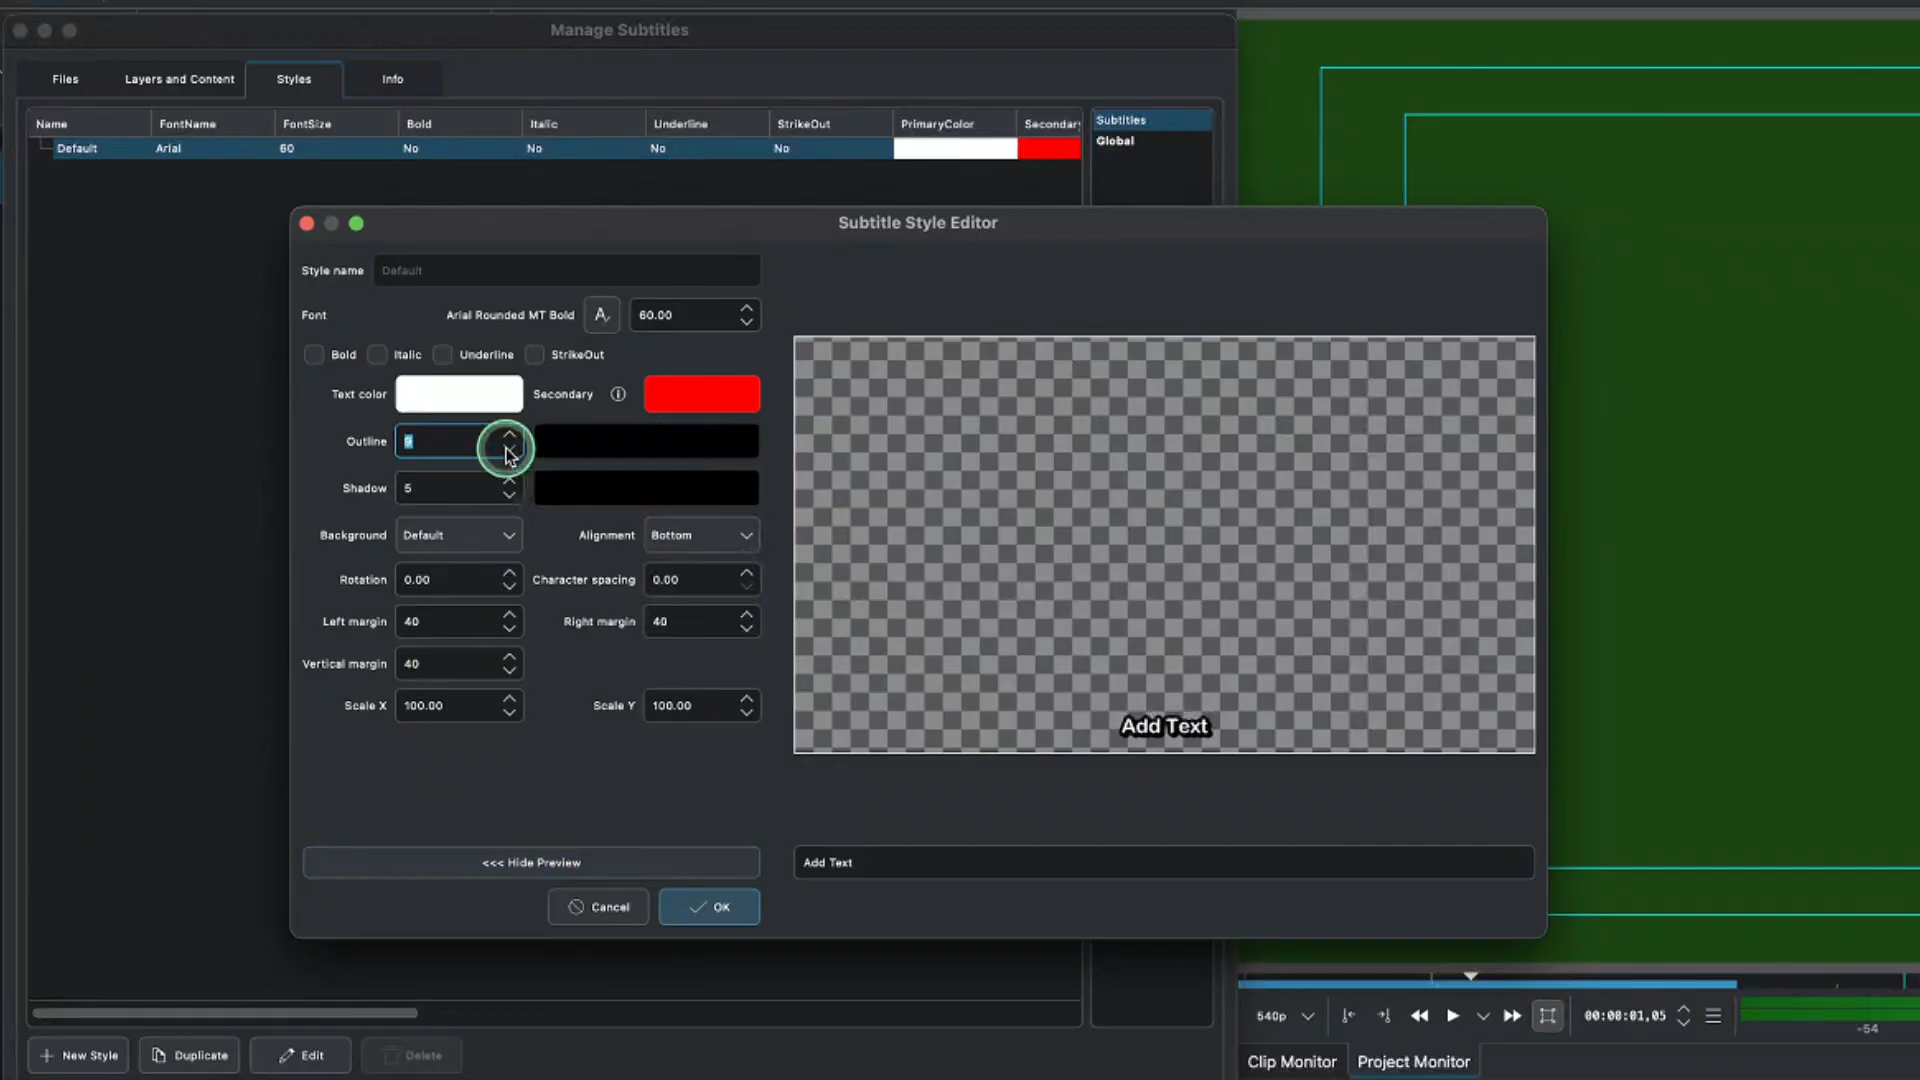 Manage Subtitles
Files Layers and Content Styles Info
Name FontName FontSize Bold Italic Underline StrikeOut PrimaryColor Secondary
Subtitles
Default Arial 60 No No No No
Global
Subtitle Style Editor
Style name Default
Font Arial Rounded MT Bold 60.00
Bold Italic Underline StrikeOut
Text color Secondary
Outline
Shadow 5
Background Default Alignment Bottom
Rotation 0.00 Character spacing 0.00
Left margin 40 Right margin 40
Vertical margin 40
Scale X 100.00 Scale Y 100.00
Add Text
<<< Hide Preview
Add Text
Cancel OK
540p 00:00:01,05
-54
New Style Duplicate Edit Delete
Clip Monitor Project Monitor